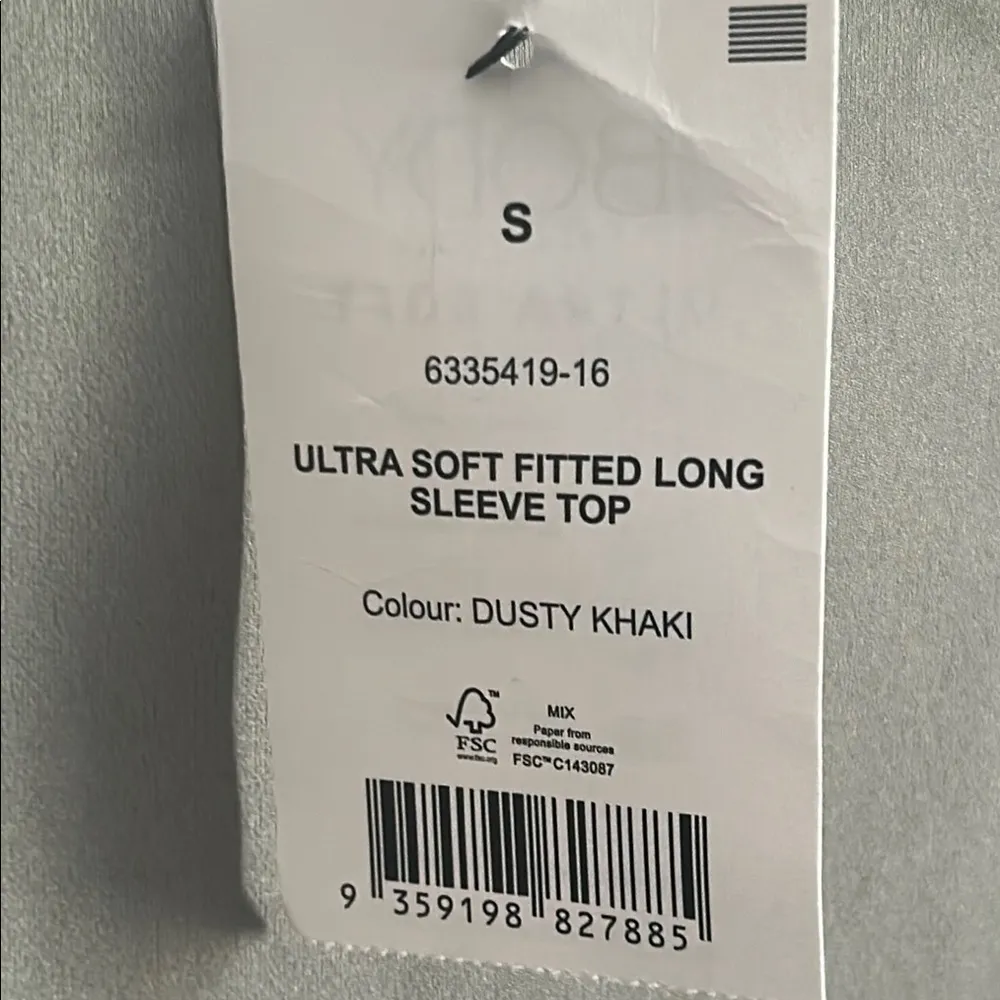 S
6335419-16
ULTRA SOFT FITTED LONG
SLEEVE TOP
Colour: DUSTY KHAKI
FSC
www.fsc.org
MIX
Paper from
responsible sources
FSC™ C143087
9 359198 827885